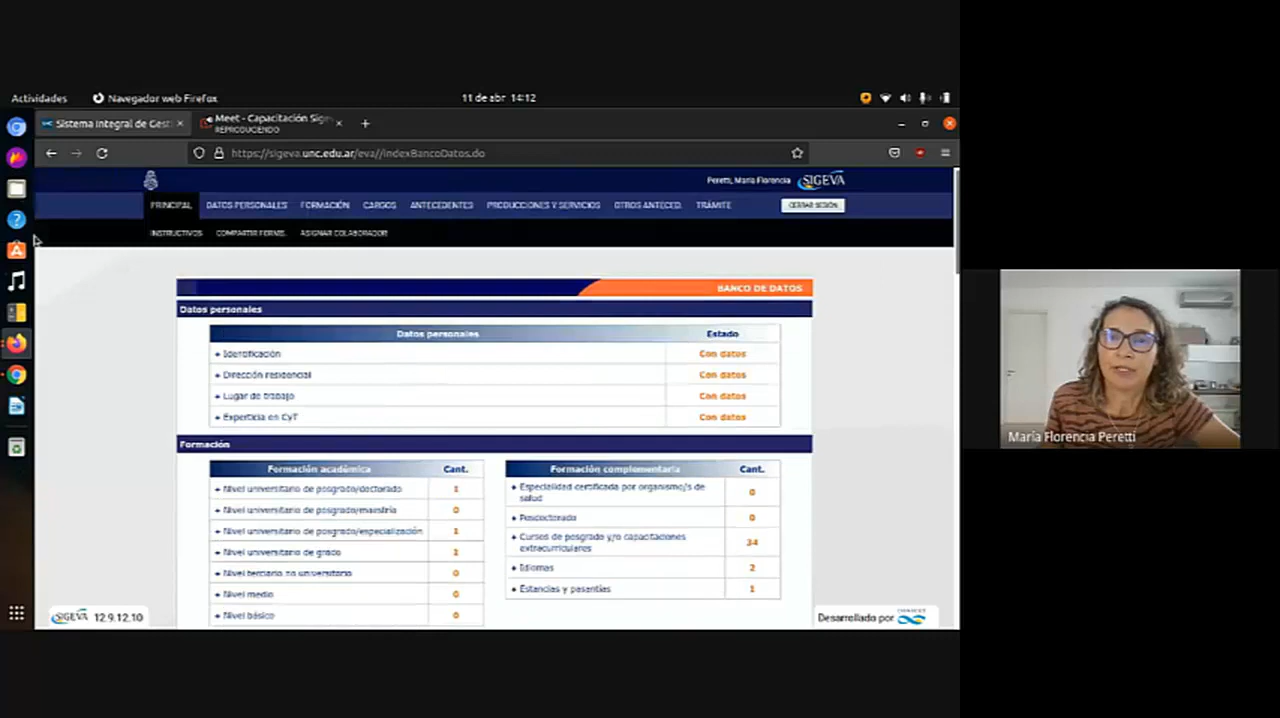 Actividades
Navegador web Firefox
11 de abr 14:12
Sistema Integral de Gest
Meet - Capacitación Sige
REPRODUCIENDO
https://sigeva.unc.edu.ar/eva//indexBancoDatos.do
Peretti, María Florencia
SIGEVA
PRINCIPAL
DATOS PERSONALES
FORMACIÓN
CARGOS
ANTECEDENTES
PRODUCCIONES Y SERVICIOS
OTROS ANTECED.
TRÁMITE
CERRAR SESIÓN
INSTRUCTIVOS
COMPARTIR FORMS.
ASIGNAR COLABORADOR
BANCO DE DATOS
Datos personales
Datos personales Estado
Identificación Con datos
Dirección residencial Con datos
Lugar de trabajo Con datos
Experticia en CyT Con datos
Formación
Formación académica Cant.
Nivel universitario de posgrado/doctorado 1
Nivel universitario de posgrado/maestría 0
Nivel universitario de posgrado/especialización 1
Nivel universitario de grado
Nivel terciario no universitario 0
Nivel medio 0
Nivel básico 0
Formación complementaria Cant.
Especialidad certificada por organismo/s de
salud 0
Posdoctorado 0
Cursos de posgrado y/o capacitaciones
extracurriculares 34
Idiomas 2
Estancias y pasantías 1
SIGEVA 12.9.12.10
Desarrollado por
CONICET
María Florencia Peretti